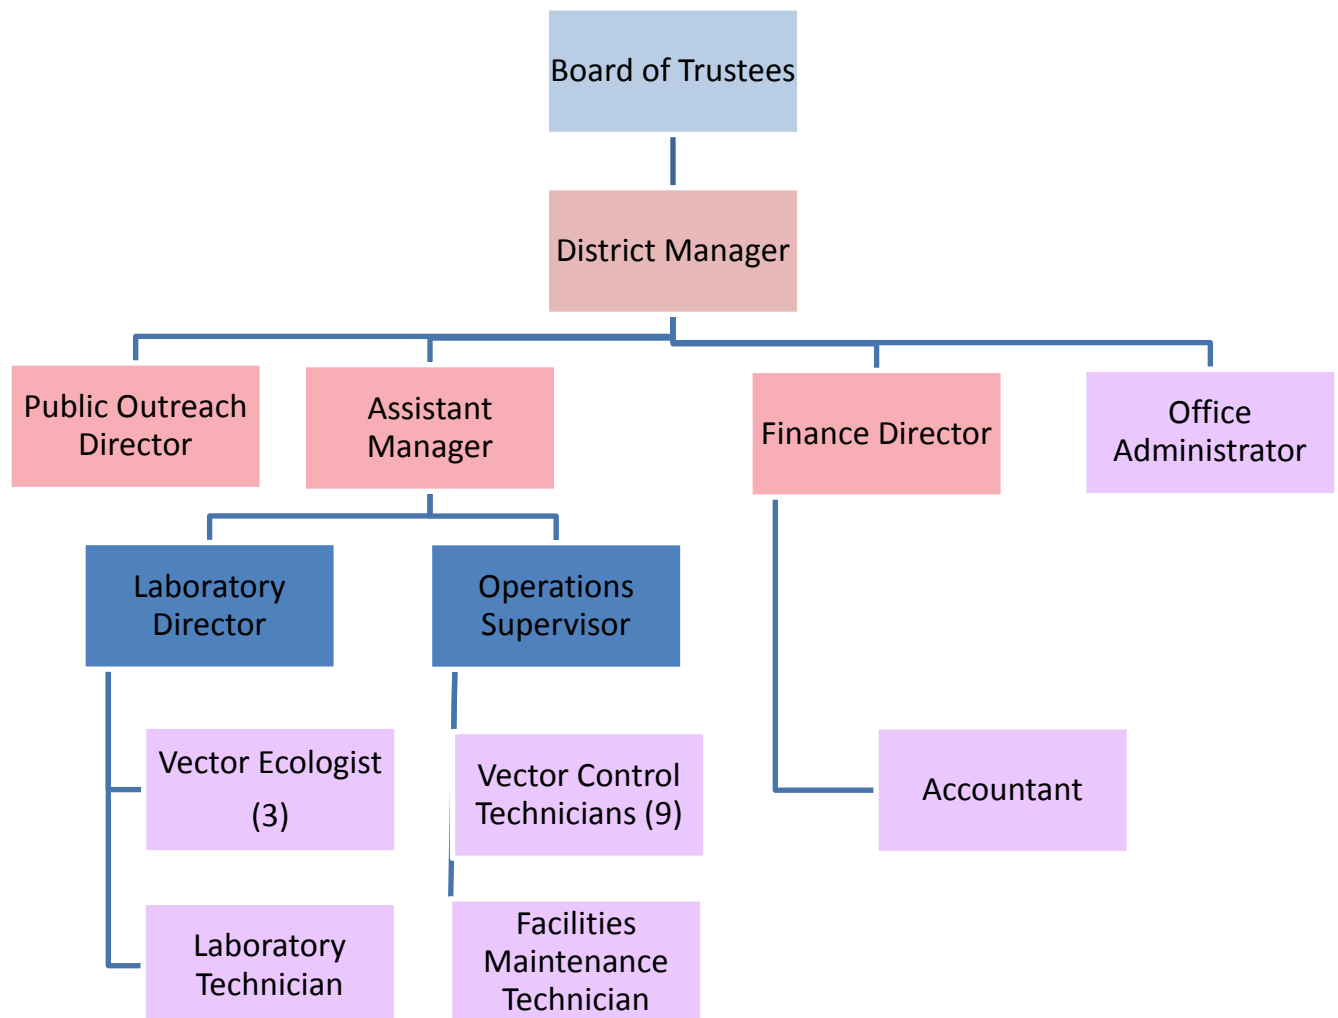 Board of Trustees
District Manager
Public Outreach
Director
Assistant
Manager
Finance Director
Office
Administrator
Laboratory
Director
Operations
Supervisor
Vector Ecologist
(3)
Vector Control
Technicians (9)
Accountant
Laboratory
Technician
Facilities
Maintenance
Technician